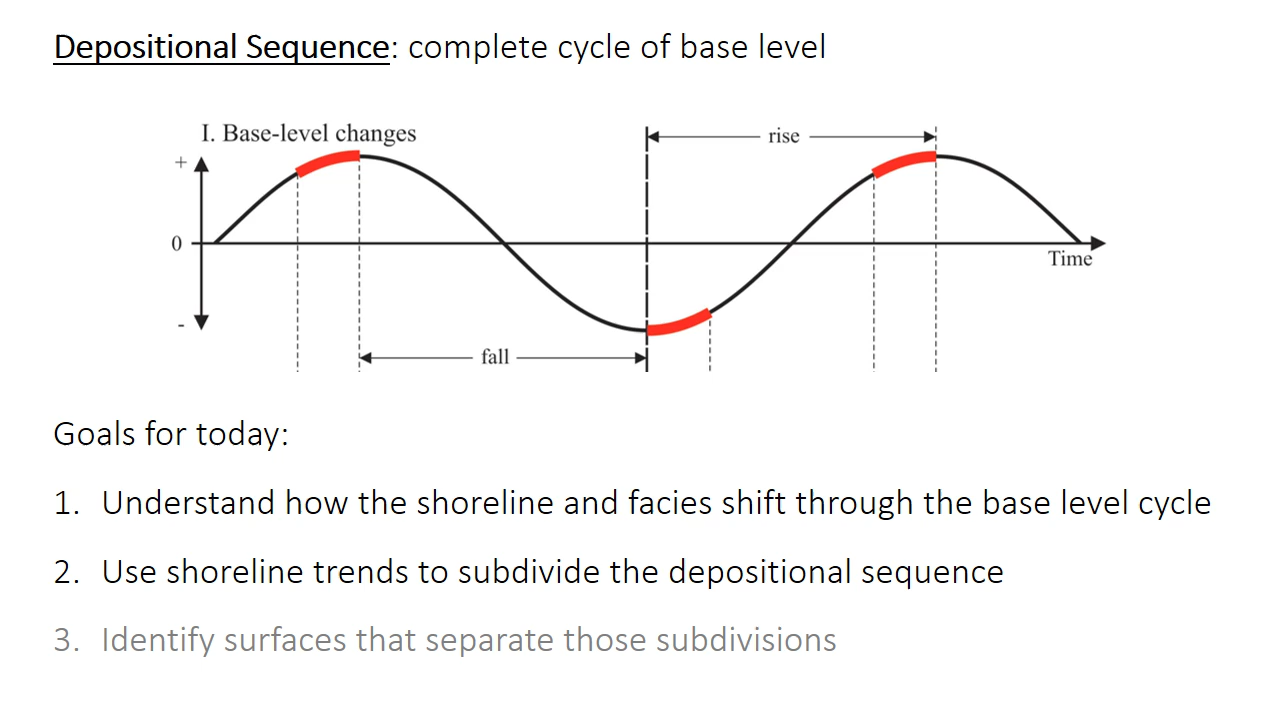 Depositional Sequence: complete cycle of base level
I. Base-level changes
rise
+
0
Time
-
fall
Goals for today:
1. Understand how the shoreline and facies shift through the base level cycle
2. Use shoreline trends to subdivide the depositional sequence
3. Identify surfaces that separate those subdivisions